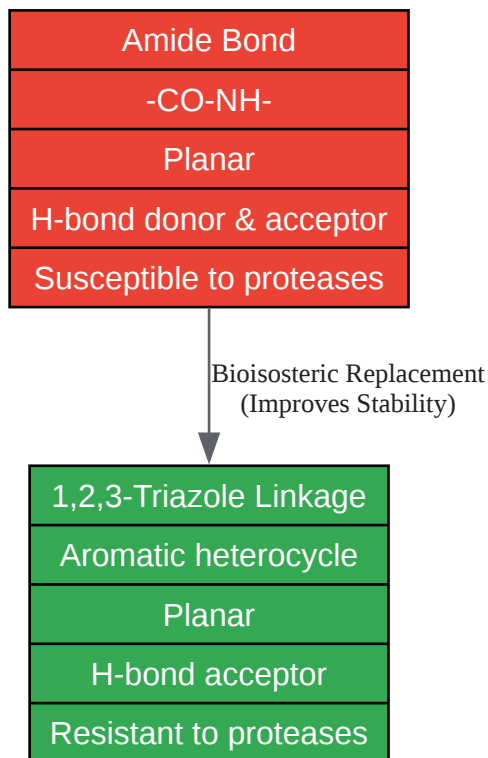 Amide Bond
-CO-NH-
Planar
H-bond donor & acceptor
Susceptible to proteases
Bioisosteric Replacement
(Improves Stability)
1,2,3-Triazole Linkage
Aromatic heterocycle
Planar
H-bond acceptor
Resistant to proteases